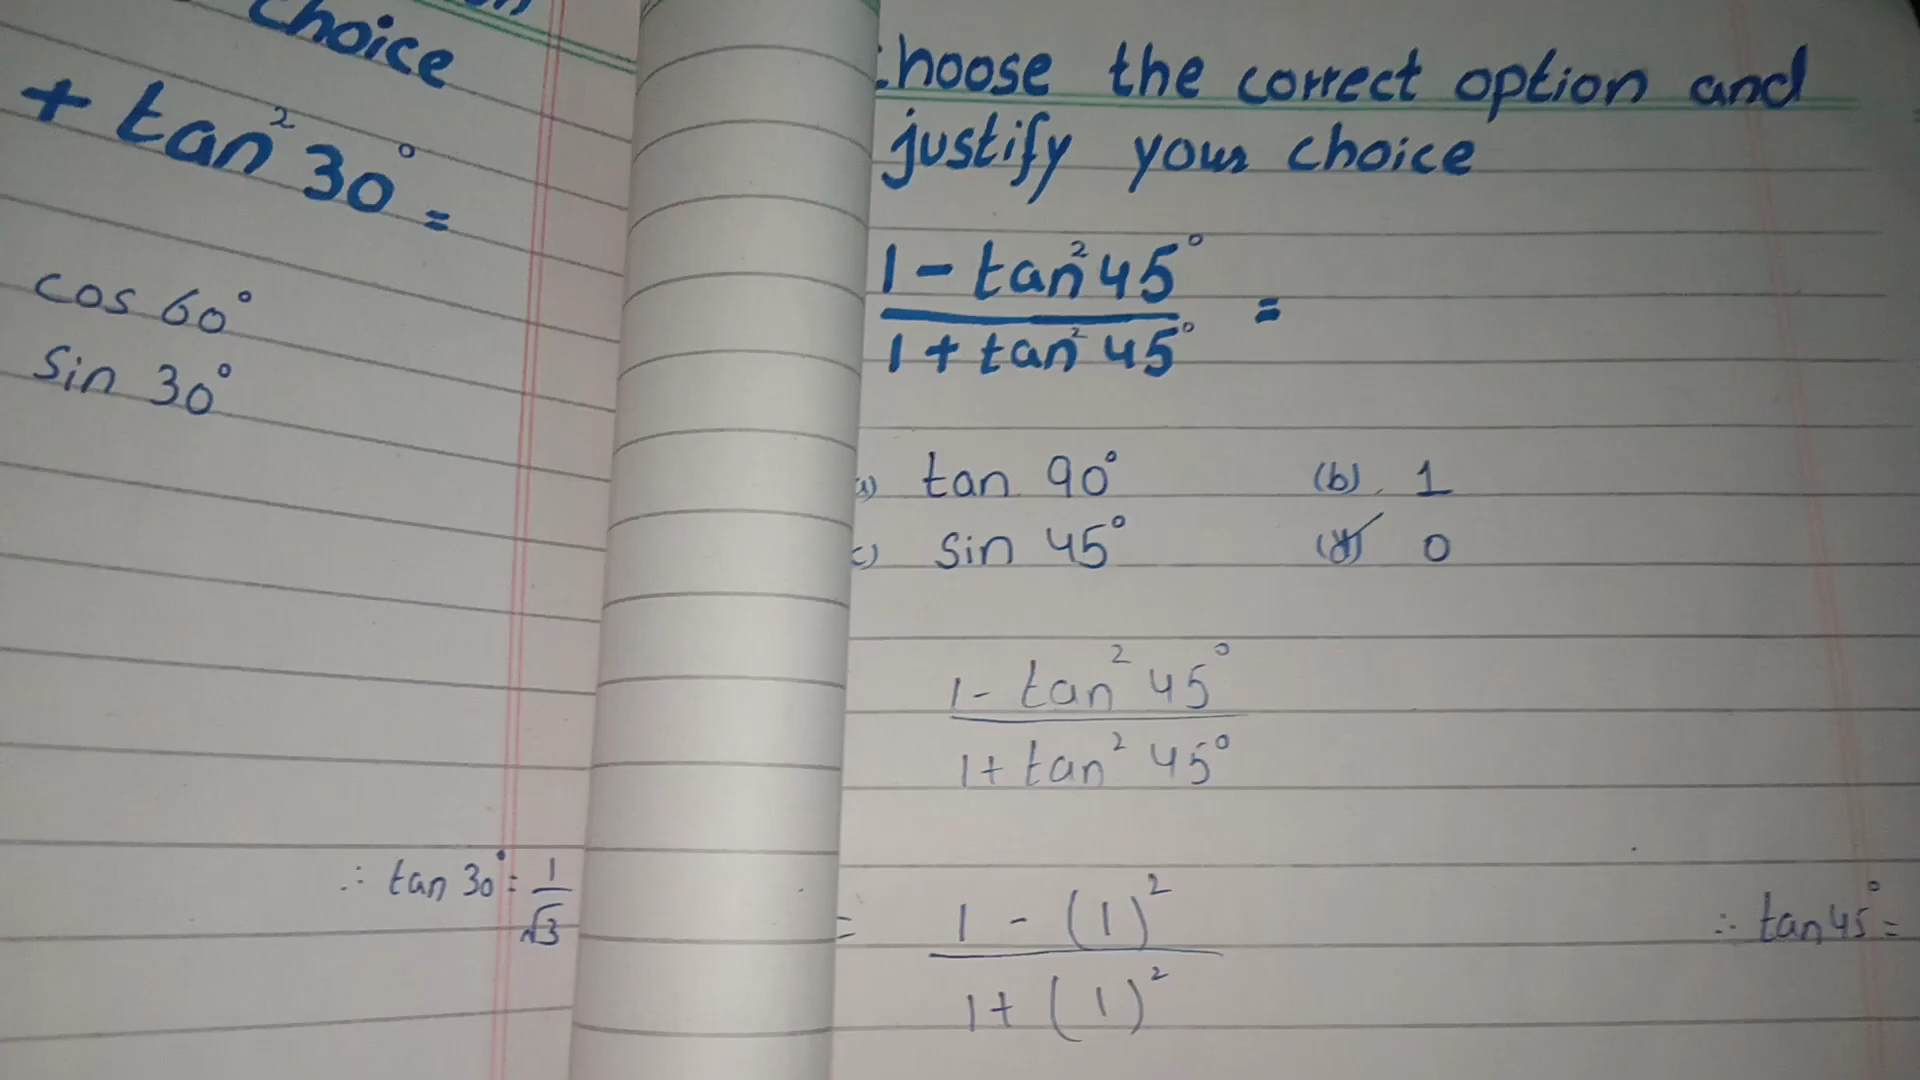 choice
+ tan² 30° =
cos 60°
sin 30°
∴ tan 30° = 1/√3
hoose the correct option and
justify your choice
1 - tan² 45° / 1 + tan² 45° =
a) tan 90° (b) 1
c) sin 45° (d) 0
1 - tan² 45°
1 + tan² 45°
= 1 - (1)²
1 + (1)²
∴ tan 45° =